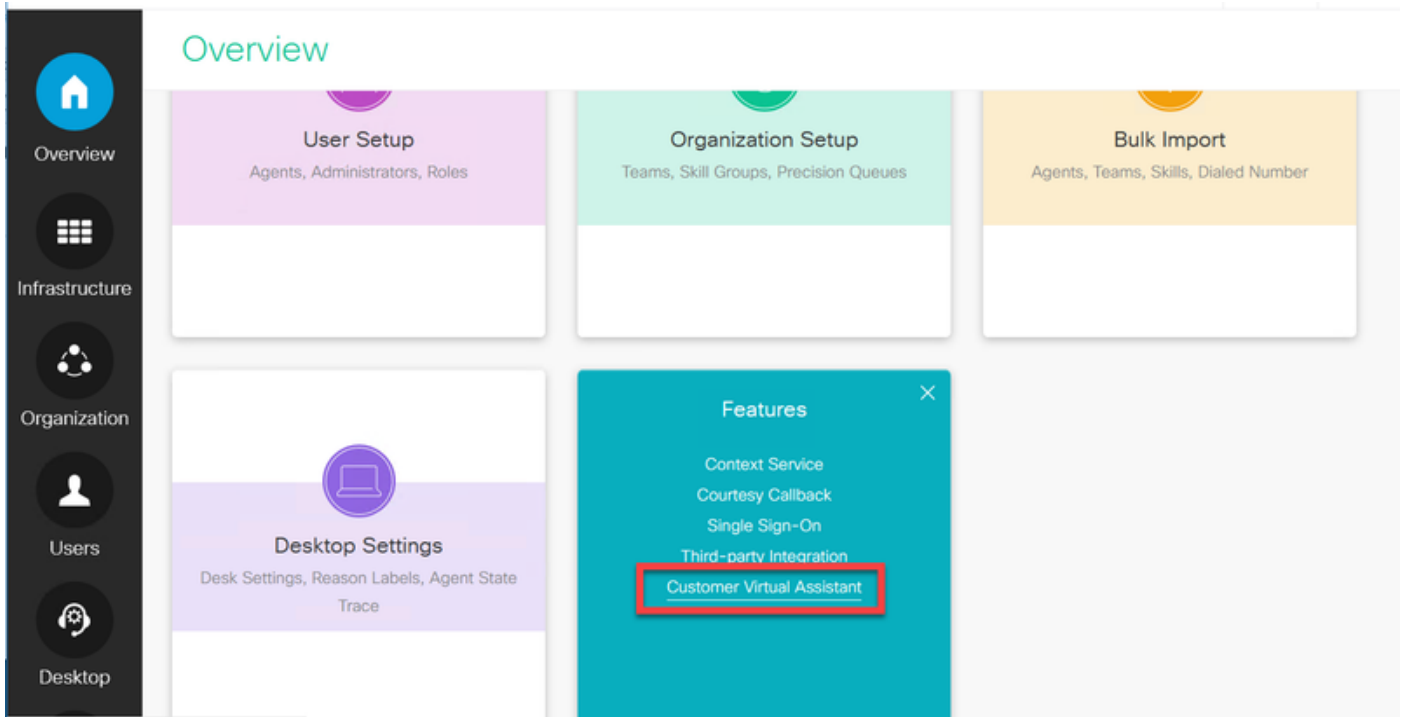 Overview
Overview
Infrastructure
Organization
Users
Desktop
User Setup
Agents, Administrators, Roles
Organization Setup
Teams, Skill Groups, Precision Queues
Bulk Import
Agents, Teams, Skills, Dialed Number
Desktop Settings
Desk Settings, Reason Labels, Agent State
Trace
Features
Context Service
Courtesy Callback
Single Sign-On
Third-party Integration
Customer Virtual Assistant